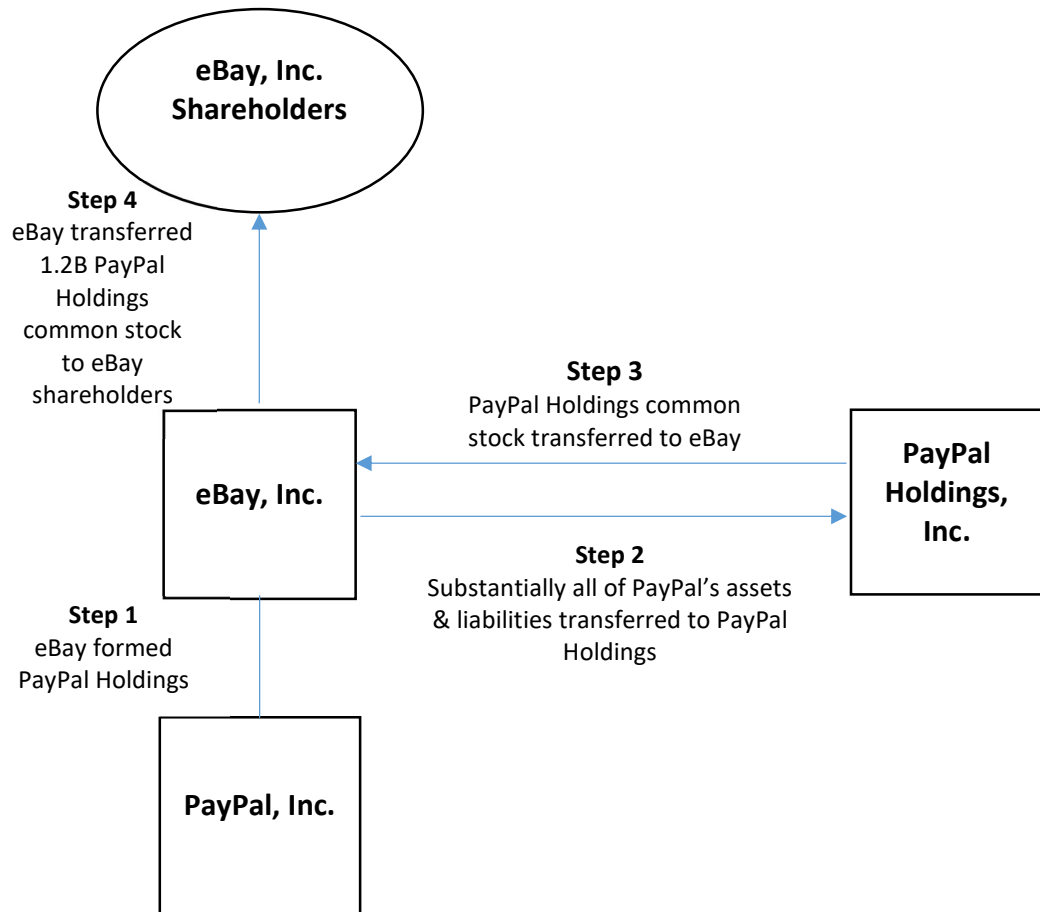 eBay, Inc.
Shareholders
Step 4
eBay transferred
1.2B PayPal
Holdings
common stock
to eBay
shareholders
Step 3
PayPal Holdings common
stock transferred to eBay
PayPal
Holdings,
Inc.
eBay, Inc.
Step 2
Substantially all of PayPal’s assets
& liabilities transferred to PayPal
Holdings
Step 1
eBay formed
PayPal Holdings
PayPal, Inc.